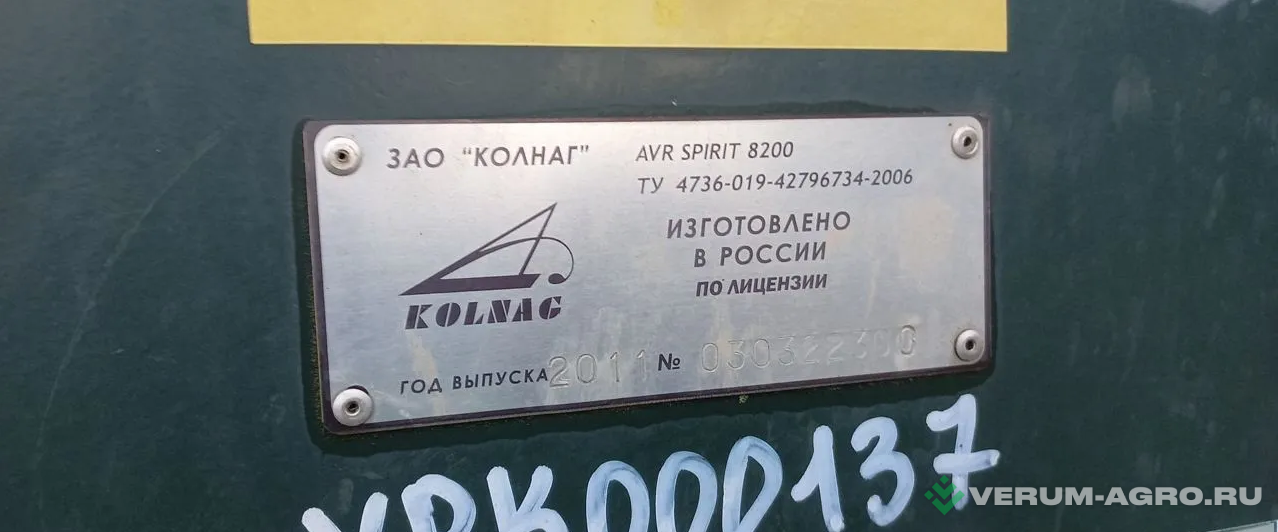 ЗАО "КОЛНАГ"
AVR SPIRIT 8200
ТУ 4736-019-42796734-2006
ИЗГОТОВЛЕНО
В РОССИИ
ПО ЛИЦЕНЗИИ
KOLNAG
ГОД ВЫПУСКА 2011 № 030322300
VERUM-AGRO.RU